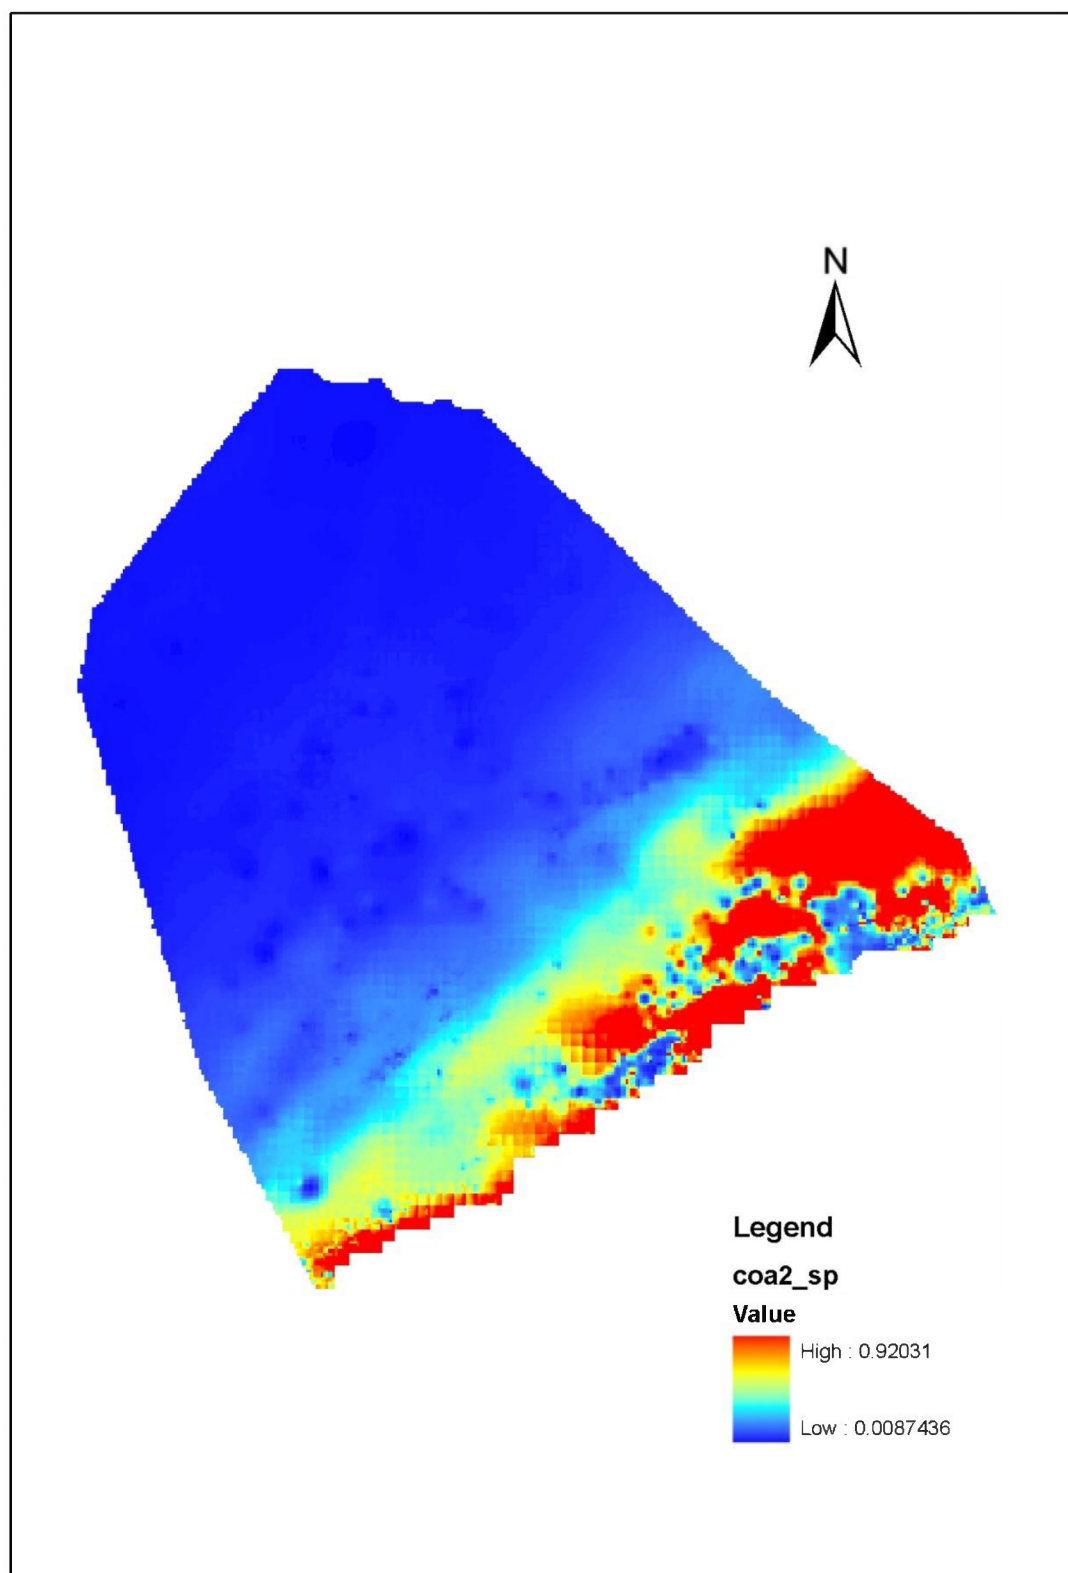 N
Legend
coa2_sp
Value
High : 0.92031
Low : 0.0087436